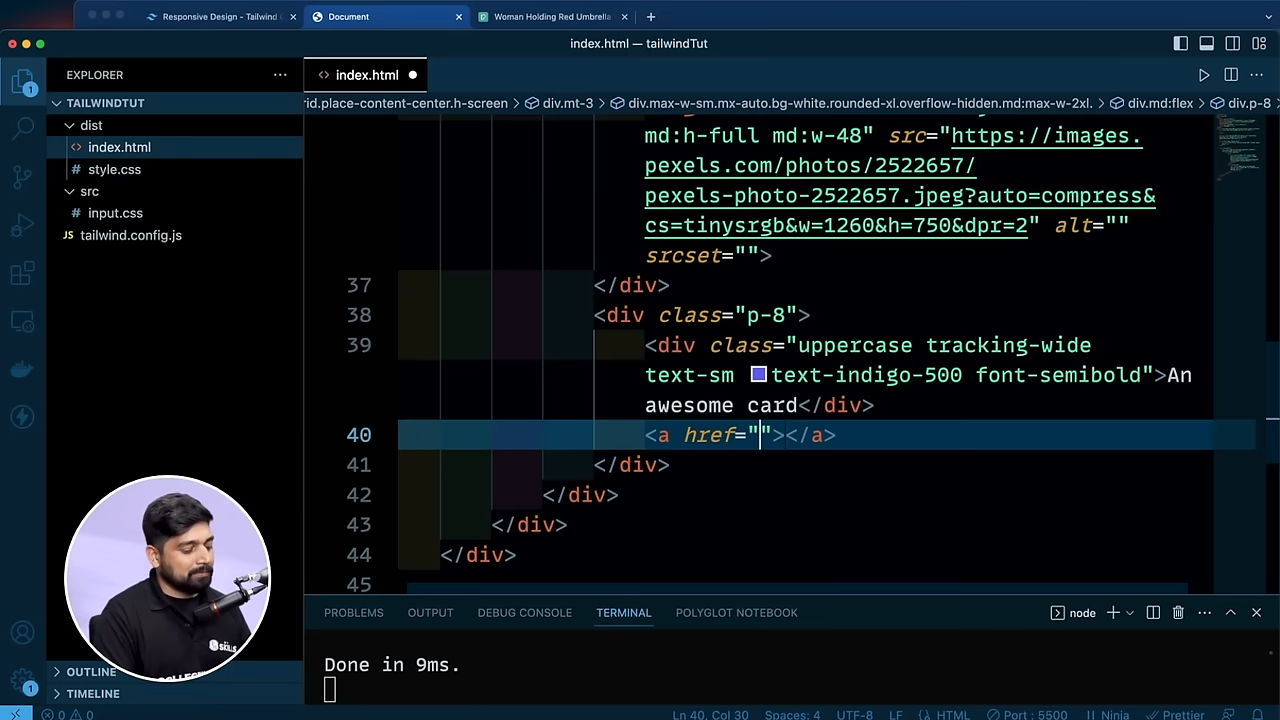 Responsive Design - Tailwind
Document
Woman Holding Red Umbrella
index.html — tailwindTut
EXPLORER
index.html
TAILWINDTUT
rid.place-content-center.h-screen > div.mt-3 > div.max-w-sm.mx-auto.bg-white.rounded-xl.overflow-hidden.md:max-w-2xl. > div.md:flex > div.p-8
dist
index.html
style.css
src
input.css
JS tailwind.config.js
md:h-full md:w-48" src="https://images.
pexels.com/photos/2522657/
pexels-photo-2522657.jpeg?auto=compress&
cs=tinysrgb&w=1260&h=750&dpr=2" alt=""
srcset="">
37 </div>
38 <div class="p-8">
39 <div class="uppercase tracking-wide
text-sm text-indigo-500 font-semibold">An
awesome card</div>
40 <a href=""></a>
41 </div>
42 </div>
43 </div>
44 </div>
45
PROBLEMS OUTPUT DEBUG CONSOLE TERMINAL POLYGLOT NOTEBOOK
node
Done in 9ms.
OUTLINE
TIMELINE
0 0
Ln 40, Col 30 Spaces: 4 UTF-8 LF HTML Port : 5500 Ninja Prettier